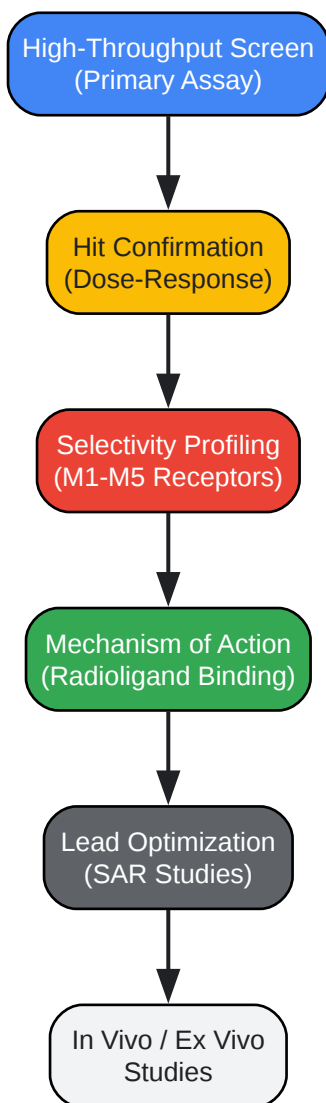 High-Throughput Screen
(Primary Assay)
Hit Confirmation
(Dose-Response)
Selectivity Profiling
(M1-M5 Receptors)
Mechanism of Action
(Radioligand Binding)
Lead Optimization
(SAR Studies)
In Vivo / Ex Vivo
Studies